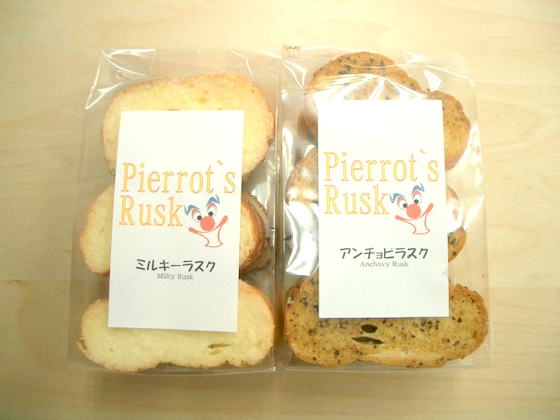 Pierrot`s
Rusk
ミルキーラスク
Milky Rusk
Pierrot`s
Rusk
アンチョビラスク
Anchovy Rusk